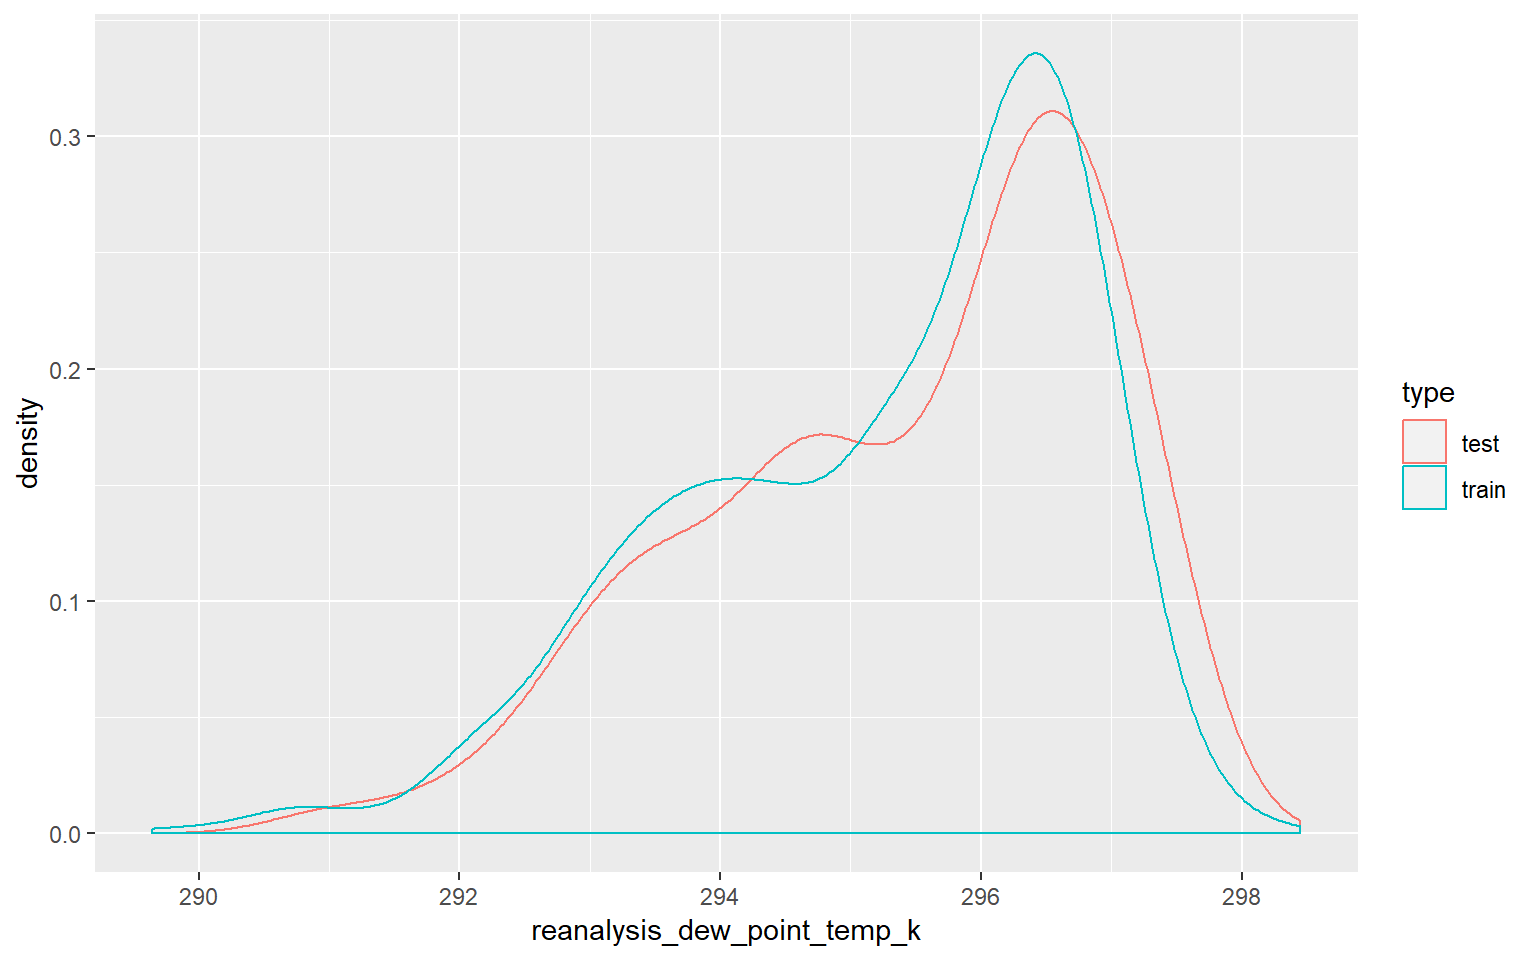 density
0.3
0.2
0.1
0.0
290
292
294
296
298
reanalysis_dew_point_temp_k
type
test
train